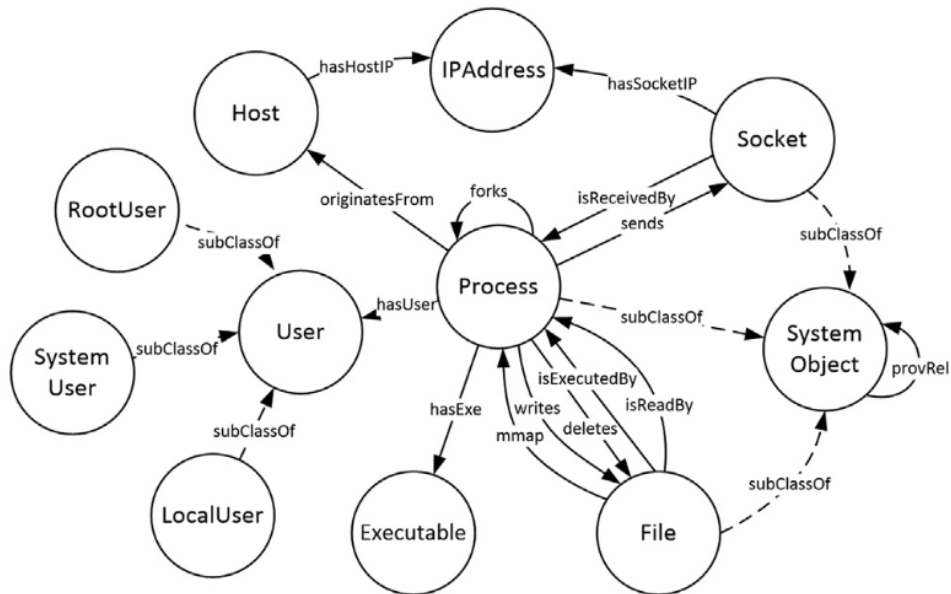 hasHostIP
IPAddress
hasSocketIP
Host
Socket
RootUser
originatesFrom
forks
isReceivedBy
sends
subClassOf
subClassOf
Process
hasUser
User
subClassOf
System
Object
provRel
System
User
subClassOf
isExecutedBy
isReadBy
hasExe
writes
deletes
mmap
subClassOf
subClassOf
LocalUser
Executable
File